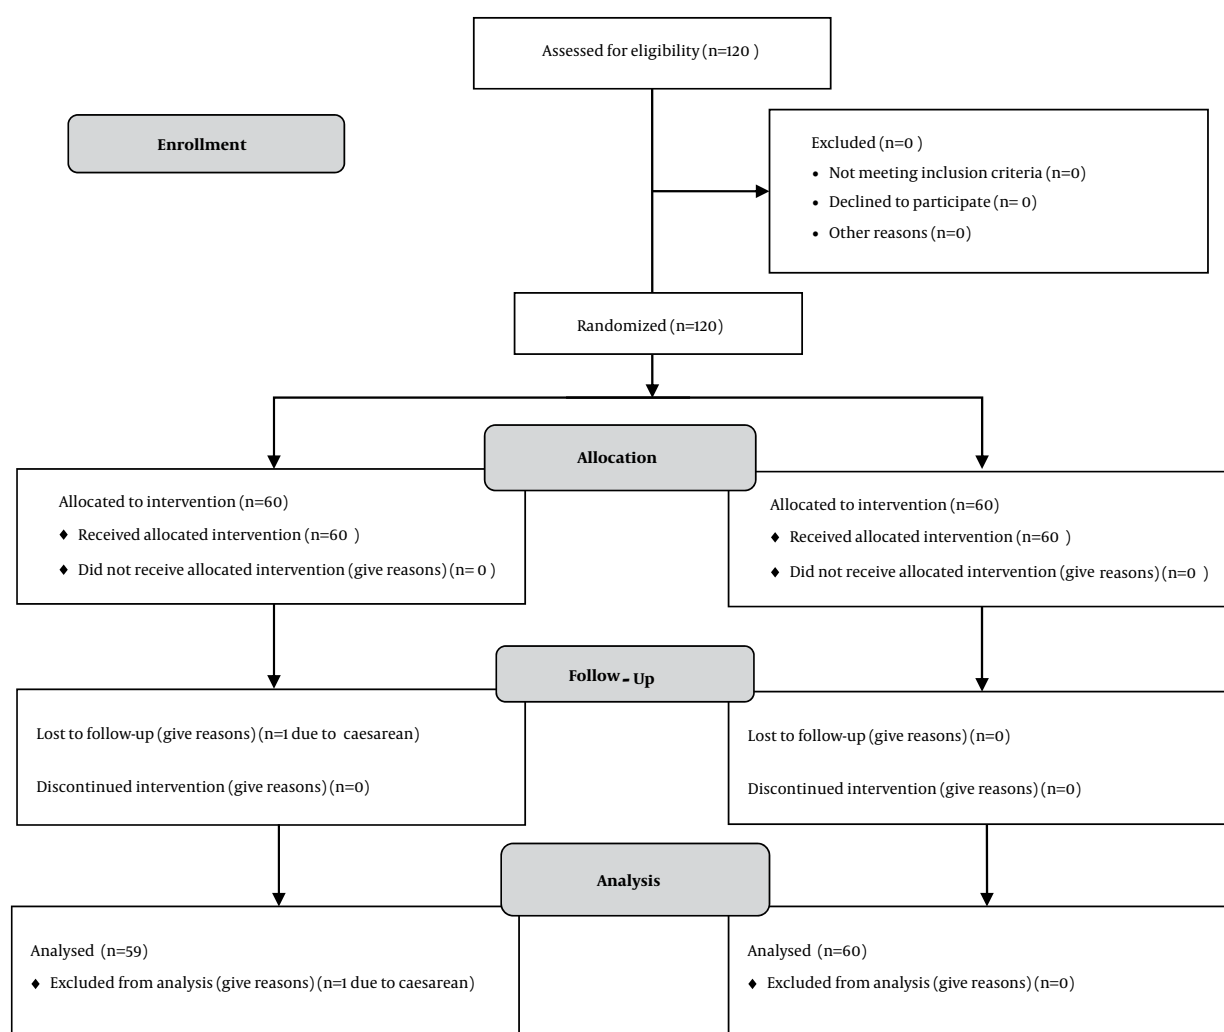 Assessed for eligibility (n=120 )
Enrollment
Excluded (n=0 )
• Not meeting inclusion criteria (n=0)
• Declined to participate (n= 0)
• Other reasons (n=0)
Randomized (n=120)
Allocation
Allocated to intervention (n=60)
♦ Received allocated intervention (n=60 )
♦ Did not receive allocated intervention (give reasons) (n= 0 )
Allocated to intervention (n=60)
♦ Received allocated intervention (n=60 )
♦ Did not receive allocated intervention (give reasons) (n=0 )
Follow-Up
Lost to follow-up (give reasons) (n=1 due to caesarean)
Discontinued intervention (give reasons) (n=0)
Lost to follow-up (give reasons) (n=0)
Discontinued intervention (give reasons) (n=0)
Analysis
Analysed (n=59)
♦ Excluded from analysis (give reasons) (n=1 due to caesarean)
Analysed (n=60)
♦ Excluded from analysis (give reasons) (n=0)